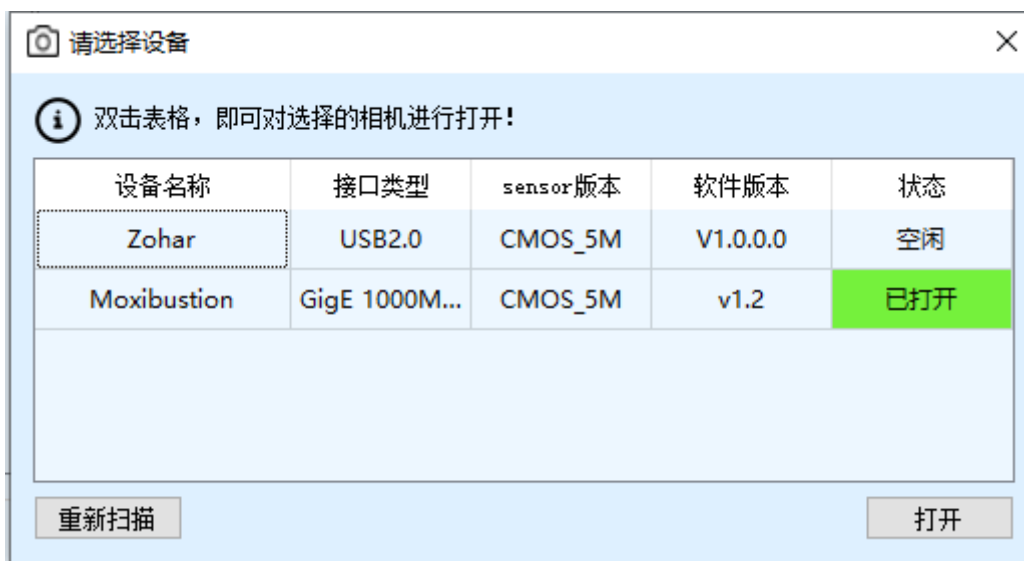 请选择设备
双击表格，即可对选择的相机进行打开！
设备名称 接口类型 sensor版本 软件版本 状态
Zohar USB2.0 CMOS_5M V1.0.0.0 空闲
Moxibustion GigE 1000M... CMOS_5M v1.2 已打开
重新扫描 打开